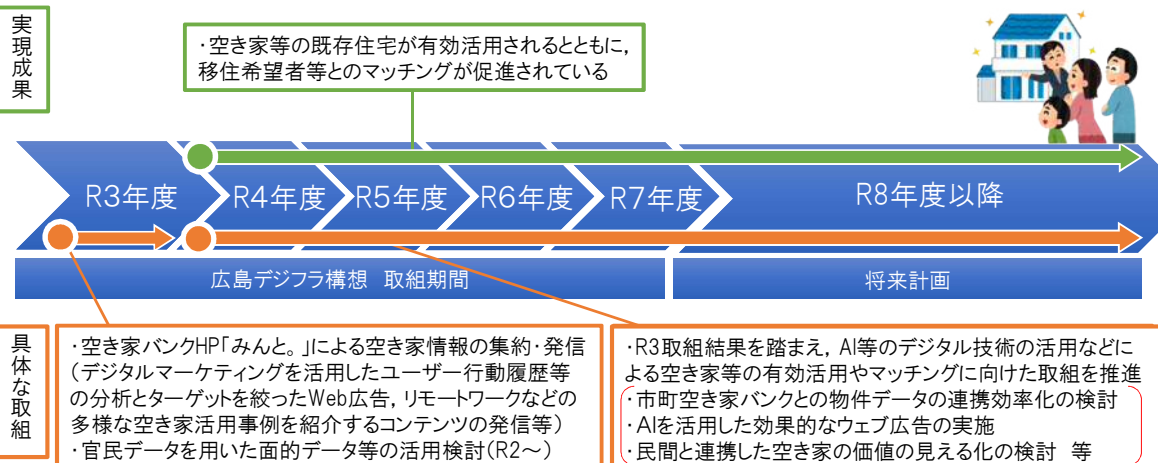 実現成果
・空き家等の既存住宅が有効活用されるとともに，
移住希望者等とのマッチングが促進されている
R3年度
R4年度
R5年度
R6年度
R7年度
R8年度以降
広島デジフラ構想 取組期間
将来計画
具体な取組
・空き家バンクHP「みんと。」による空き家情報の集約・発信
（デジタルマーケティングを活用したユーザー行動履歴等
の分析とターゲットを絞ったWeb広告，リモートワークなどの
多様な空き家活用事例を紹介するコンテンツの発信等）
・官民データを用いた面的データ等の活用検討(R2～)
・R3取組結果を踏まえ，AI等のデジタル技術の活用などに
よる空き家等の有効活用やマッチングに向けた取組を推進
・市町空き家バンクとの物件データの連携効率化の検討
・AIを活用した効果的なウェブ広告の実施
・民間と連携した空き家の価値の見える化の検討 等